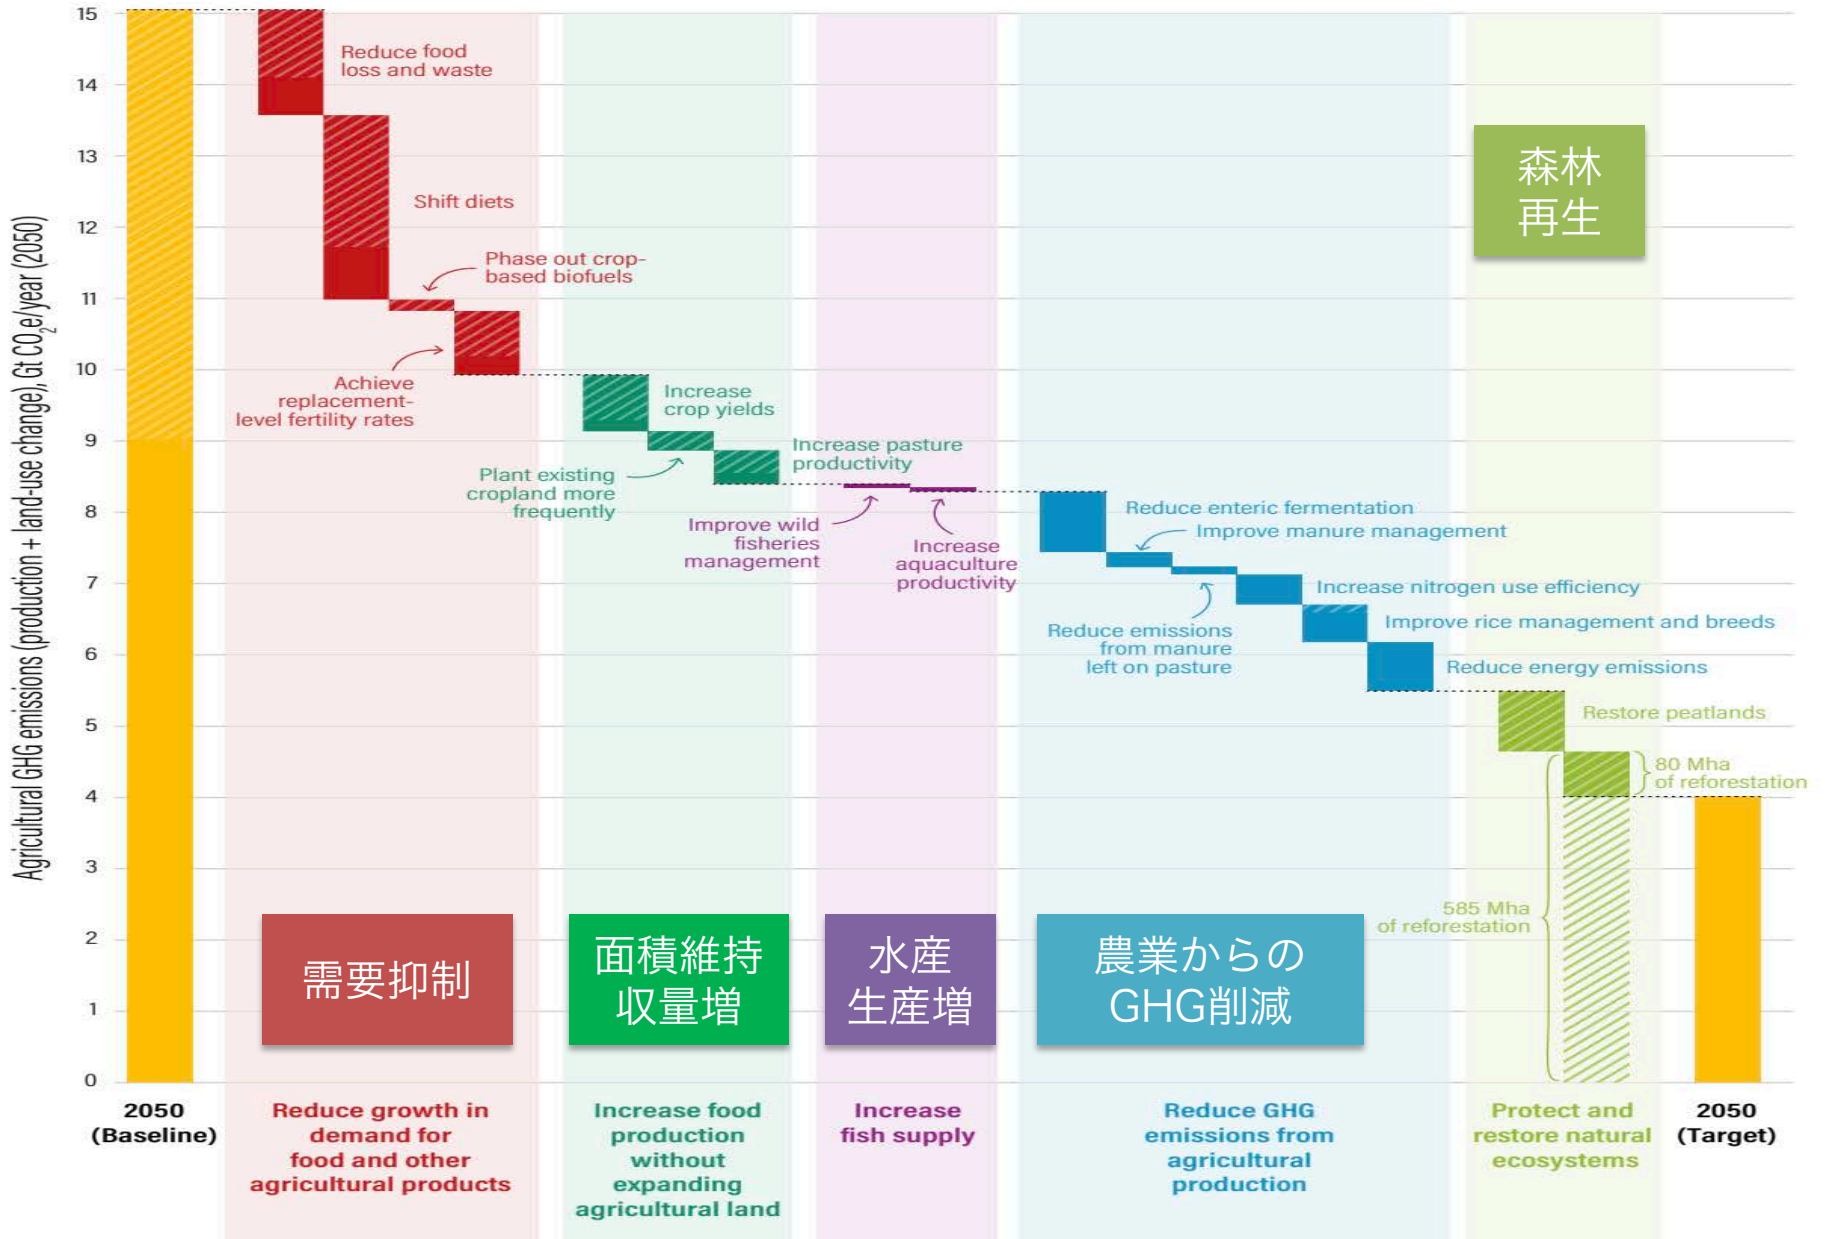 Agricultural GHG emissions (production + land-use change), Gt CO2e/year (2050)
15
14
13
12
11
10
9
8
7
6
5
4
3
2
1
0
Reduce food
loss and waste
Shift diets
Phase out crop-
based biofuels
Achieve
replacement-
level fertility rates
Increase
crop yields
Plant existing
cropland more
frequently
Increase pasture
productivity
Improve wild
fisheries
management
Increase
aquaculture
productivity
Reduce enteric fermentation
Improve manure management
Reduce emissions
from manure
left on pasture
Increase nitrogen use efficiency
Improve rice management and breeds
Reduce energy emissions
森林
再生
Restore peatlands
80 Mha
of reforestation
585 Mha
of reforestation
需要抑制
面積維持
収量増
水産
生産増
農業からの
GHG削減
2050
(Baseline)
Reduce growth in
demand for
food and other
agricultural products
Increase food
production
without
expanding
agricultural land
Increase
fish supply
Reduce GHG
emissions from
agricultural
production
Protect and
restore natural
ecosystems
2050
(Target)